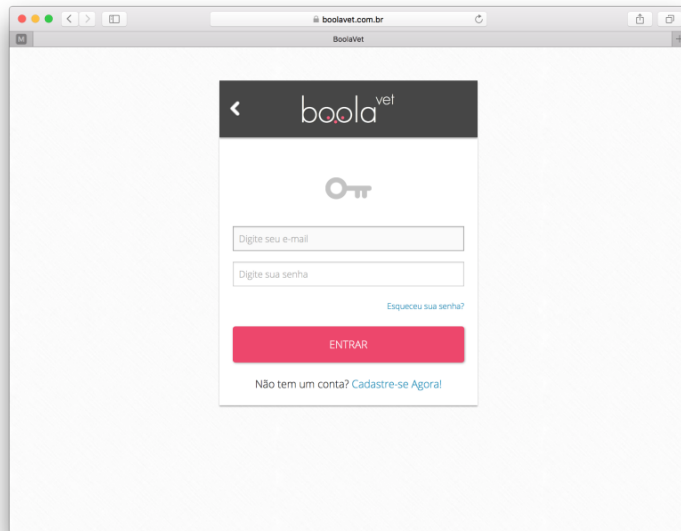 boolavet.com.br
M
BoolaVet
boola vet
Digite seu e-mail
Digite sua senha
Esqueceu sua senha?
ENTRAR
Não tem um conta? Cadastre-se Agora!